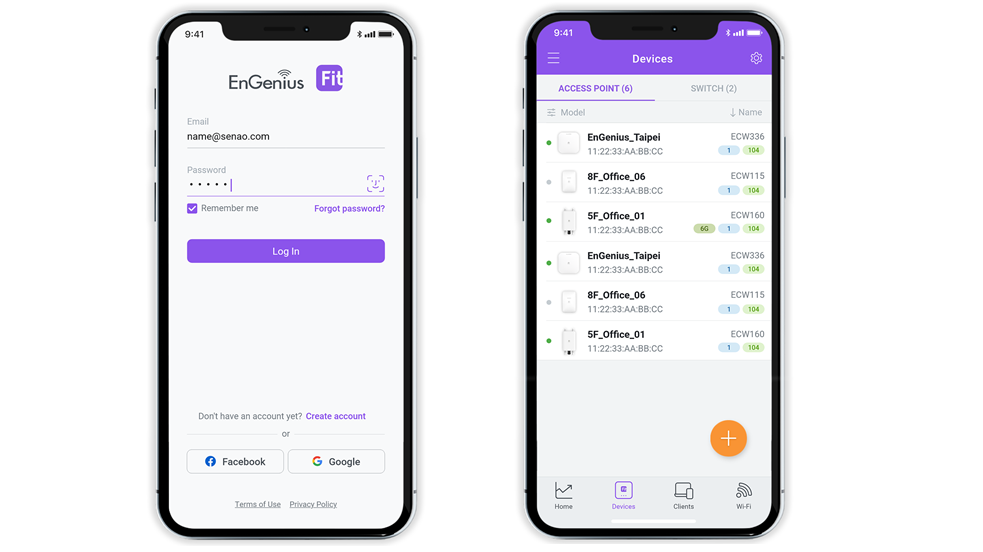 9:41
EnGenius Fit
Email
name@senao.com
Password
Remember me Forgot password?
Log In
Don't have an account yet? Create account
or
Facebook Google
Terms of Use Privacy Policy
9:41
Devices
ACCESS POINT (6) SWITCH (2)
Model Name
EnGenius_Taipei ECW336
11:22:33:AA:BB:CC 1 104
8F_Office_06 ECW115
11:22:33:AA:BB:CC 1 104
5F_Office_01 ECW160
11:22:33:AA:BB:CC 6G 1 104
EnGenius_Taipei ECW336
11:22:33:AA:BB:CC 1 104
8F_Office_06 ECW115
11:22:33:AA:BB:CC 1 104
5F_Office_01 ECW160
11:22:33:AA:BB:CC 1 104
Home Devices Clients Wi-Fi